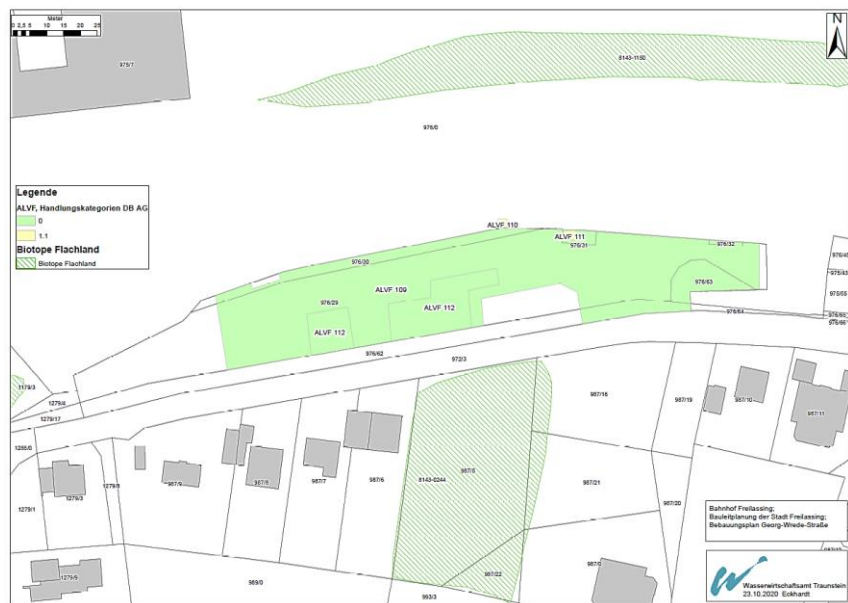 Meter
0 2,5 5 10 15 20 25
N
975/7
8143-1150
976/0
Legende
ALVF, Handlungskategorien DB AG
0
1.1
Biotope Flachland
Biotope Flachland
ALVF 110
ALVF 111
976/31
976/32
976/30
976/63
976/29
ALVF 109
ALVF 112
ALVF 112
976/64
976/62
972/3
1179/3
1279/4
1279/17
987/16
987/19
987/10
987/11
1279/3
987/9
987/8
987/7
987/6
8143-0244
987/21
987/20
1279/1
1279/9
989/0
993/3
987/22
987/0
Bahnhof Freilassing;
Bauleitplanung der Stadt Freilassing;
Bebauungsplan Georg-Wrede-Straße
Wasserwirtschaftsamt Traunstein
23.10.2020 Eckhardt